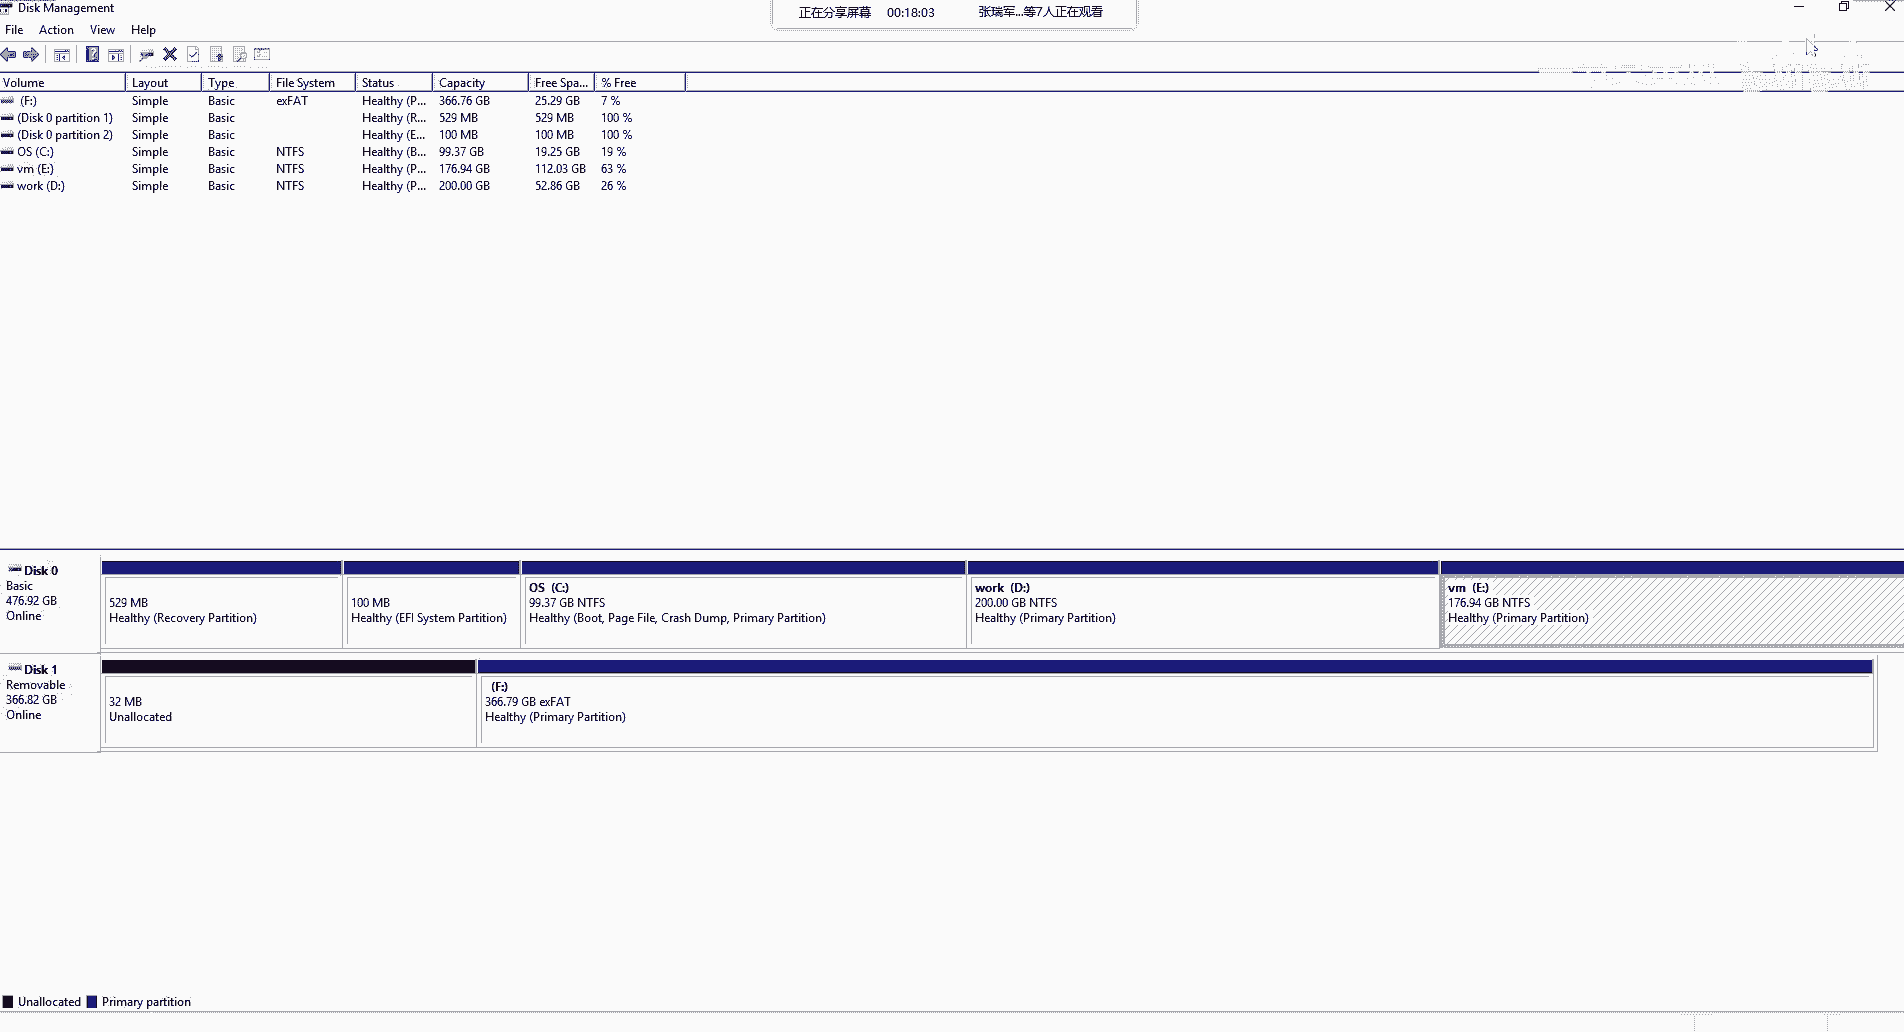 Disk Management
正在分享屏幕 00:18:03 张瑞军...等7人正在观看
File Action View Help
Volume Layout Type File System Status Capacity Free Spa... % Free
(F:) Simple Basic exFAT Healthy (P... 366.76 GB 25.29 GB 7 %
(Disk 0 partition 1) Simple Basic Healthy (R... 529 MB 529 MB 100 %
(Disk 0 partition 2) Simple Basic Healthy (E... 100 MB 100 MB 100 %
OS (C:) Simple Basic NTFS Healthy (B... 99.37 GB 19.25 GB 19 %
vm (E:) Simple Basic NTFS Healthy (P... 176.94 GB 112.03 GB 63 %
work (D:) Simple Basic NTFS Healthy (P... 200.00 GB 52.86 GB 26 %
Disk 0
Basic
476.92 GB
Online
529 MB
Healthy (Recovery Partition)
100 MB
Healthy (EFI System Partition)
OS (C:)
99.37 GB NTFS
Healthy (Boot, Page File, Crash Dump, Primary Partition)
work (D:)
200.00 GB NTFS
Healthy (Primary Partition)
vm (E:)
176.94 GB NTFS
Healthy (Primary Partition)
Disk 1
Removable
366.82 GB
Online
32 MB
Unallocated
(F:)
366.79 GB exFAT
Healthy (Primary Partition)
Unallocated Primary partition